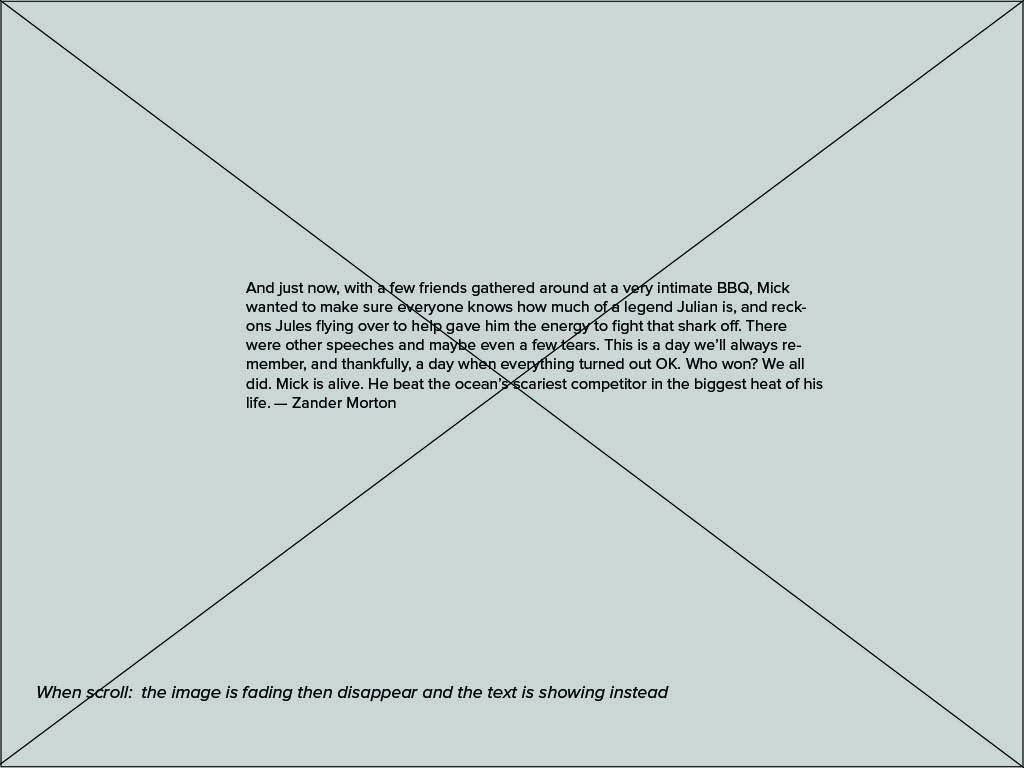 And just now, with a few friends gathered around at a very intimate BBQ, Mick
wanted to make sure everyone knows how much of a legend Julian is, and reck-
ons Jules flying over to help gave him the energy to fight that shark off. There
were other speeches and maybe even a few tears. This is a day we’ll always re-
member, and thankfully, a day when everything turned out OK. Who won? We all
did. Mick is alive. He beat the ocean’s scariest competitor in the biggest heat of his
life. — Zander Morton
When scroll:  the image is fading then disappear and the text is showing instead